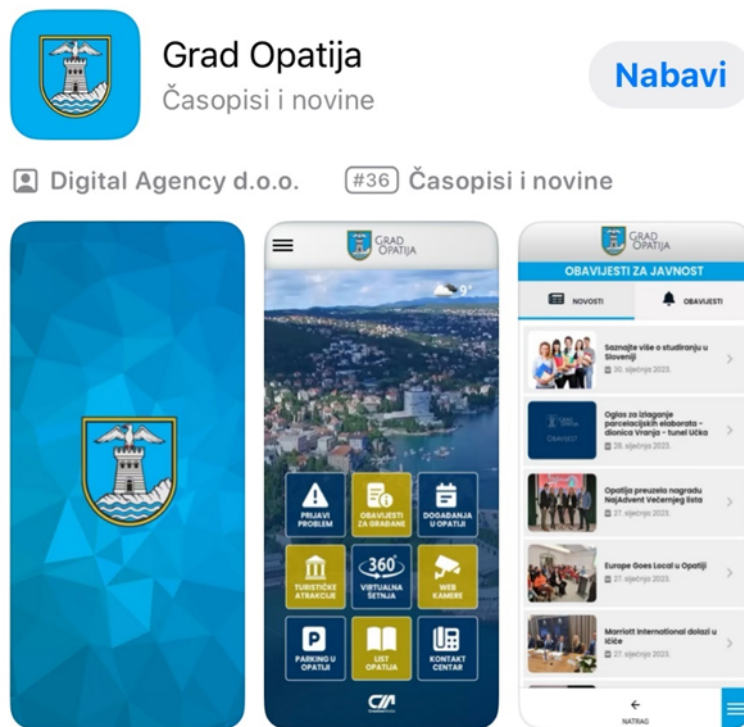 Grad Opatija
Časopisi i novine
Nabavi
Digital Agency d.o.o.
#36 Časopisi i novine
GRAD
OPATIJA
9°
PRIJAVI
PROBLEM
OBAVIJESTI
ZA GRAĐANE
DOGAĐANJA
U OPATIJI
TURISTIČKE
ATRAKCIJE
360°
VIRTUALNA
ŠETNJA
WEB
KAMERE
P
PARKING U
OPATIJI
LIST
OPATIJA
KONTAKT
CENTAR
GRAD
OPATIJA
OBAVIJESTI ZA JAVNOST
NOVOSTI
OBAVIJESTI
Saznajte više o studiranju u
Sloveniji
30. siječnja 2023.
GRAD
OPATIJA
OBAVIJEST
Oglas za izlaganje
parcelacijskih elaborata -
dionica Vranja - tunel Učka
28. siječnja 2023.
Opatija preuzela nagradu
NajAdvent Večernjeg lista
27. siječnja 2023.
Europe Goes Local u Opatiji
27. siječnja 2023.
Marriott International dolazi u
Ičiće
27. siječnja 2023.
NATRAG